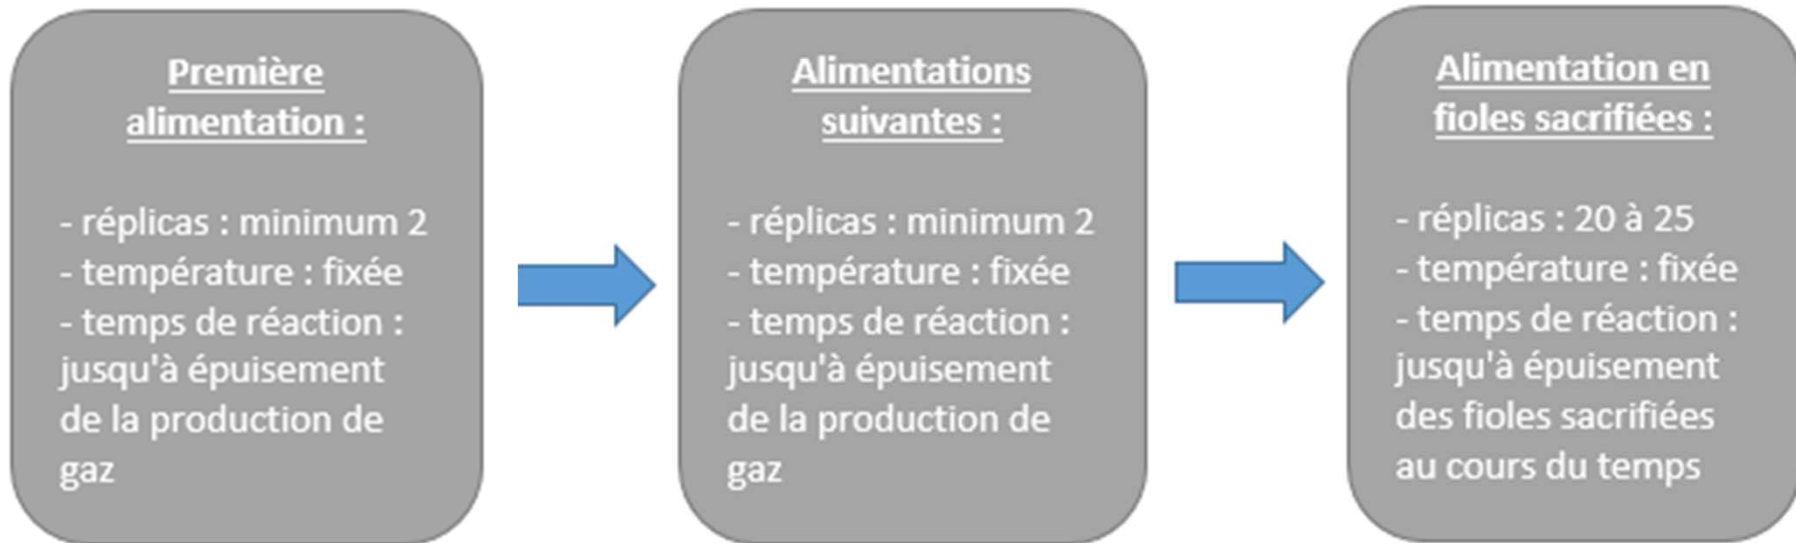 Première
alimentation :
- réplicas : minimum 2
- température : fixée
- temps de réaction :
jusqu'à épuisement
de la production de
gaz
Alimentations
suivantes :
- réplicas : minimum 2
- température : fixée
- temps de réaction :
jusqu'à épuisement
de la production de
gaz
Alimentation en
fioles sacrifiées :
- réplicas : 20 à 25
- température : fixée
- temps de réaction :
jusqu'à épuisement
des fioles sacrifiées
au cours du temps